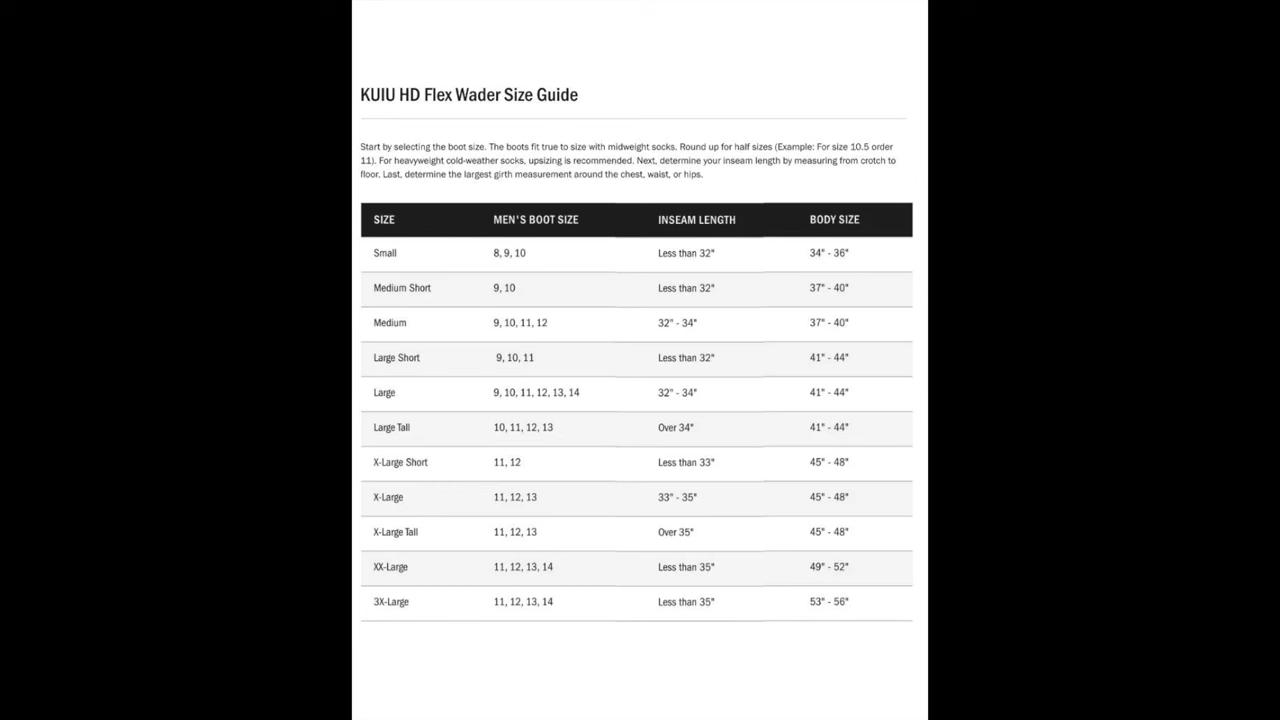 KUIU HD Flex Wader Size Guide
Start by selecting the boot size. The boots fit true to size with midweight socks. Round up for half sizes (Example: For size 10.5 order
11). For heavyweight cold-weather socks, upsizing is recommended. Next, determine your inseam length by measuring from crotch to
floor. Last, determine the largest girth measurement around the chest, waist, or hips.
SIZE MEN'S BOOT SIZE INSEAM LENGTH BODY SIZE
Small 8, 9, 10 Less than 32" 34" - 36"
Medium Short 9, 10 Less than 32" 37" - 40"
Medium 9, 10, 11, 12 32" - 34" 37" - 40"
Large Short 9, 10, 11 Less than 32" 41" - 44"
Large 9, 10, 11, 12, 13, 14 32" - 34" 41" - 44"
Large Tall 10, 11, 12, 13 Over 34" 41" - 44"
X-Large Short 11, 12 Less than 33" 45" - 48"
X-Large 11, 12, 13 33" - 35" 45" - 48"
X-Large Tall 11, 12, 13 Over 35" 45" - 48"
XX-Large 11, 12, 13, 14 Less than 35" 49" - 52"
3X-Large 11, 12, 13, 14 Less than 35" 53" - 56"